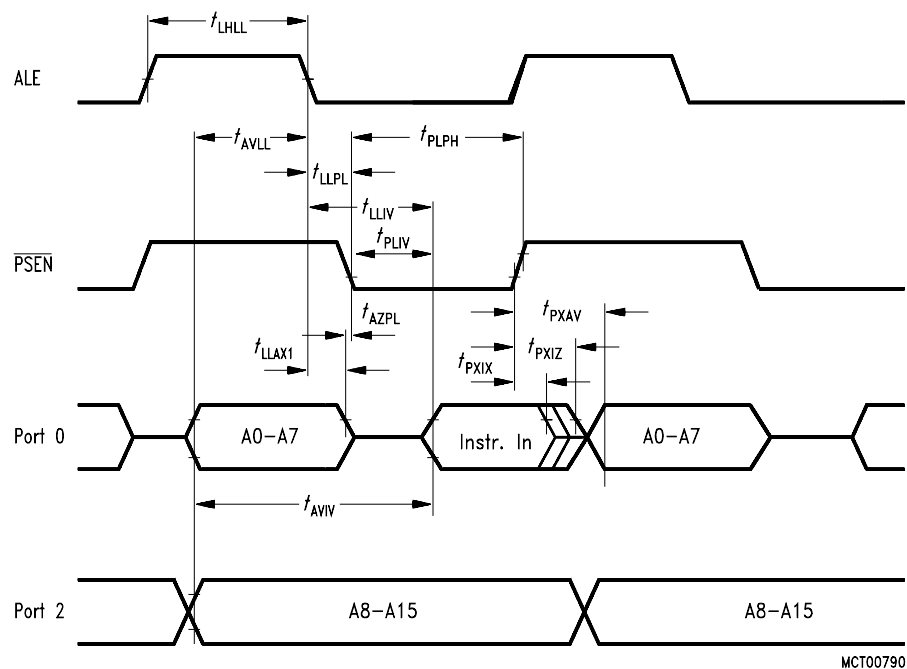 tLHLL
ALE
tAVLL
tPLPH
tLLPL
tLLIV
tPLIV
PSEN
tAZPL
tPXAV
tLLAX1
tPXIZ
tPXIX
Port 0
A0-A7
Instr. In
A0-A7
tAVIV
Port 2
A8-A15
A8-A15
MCT00790